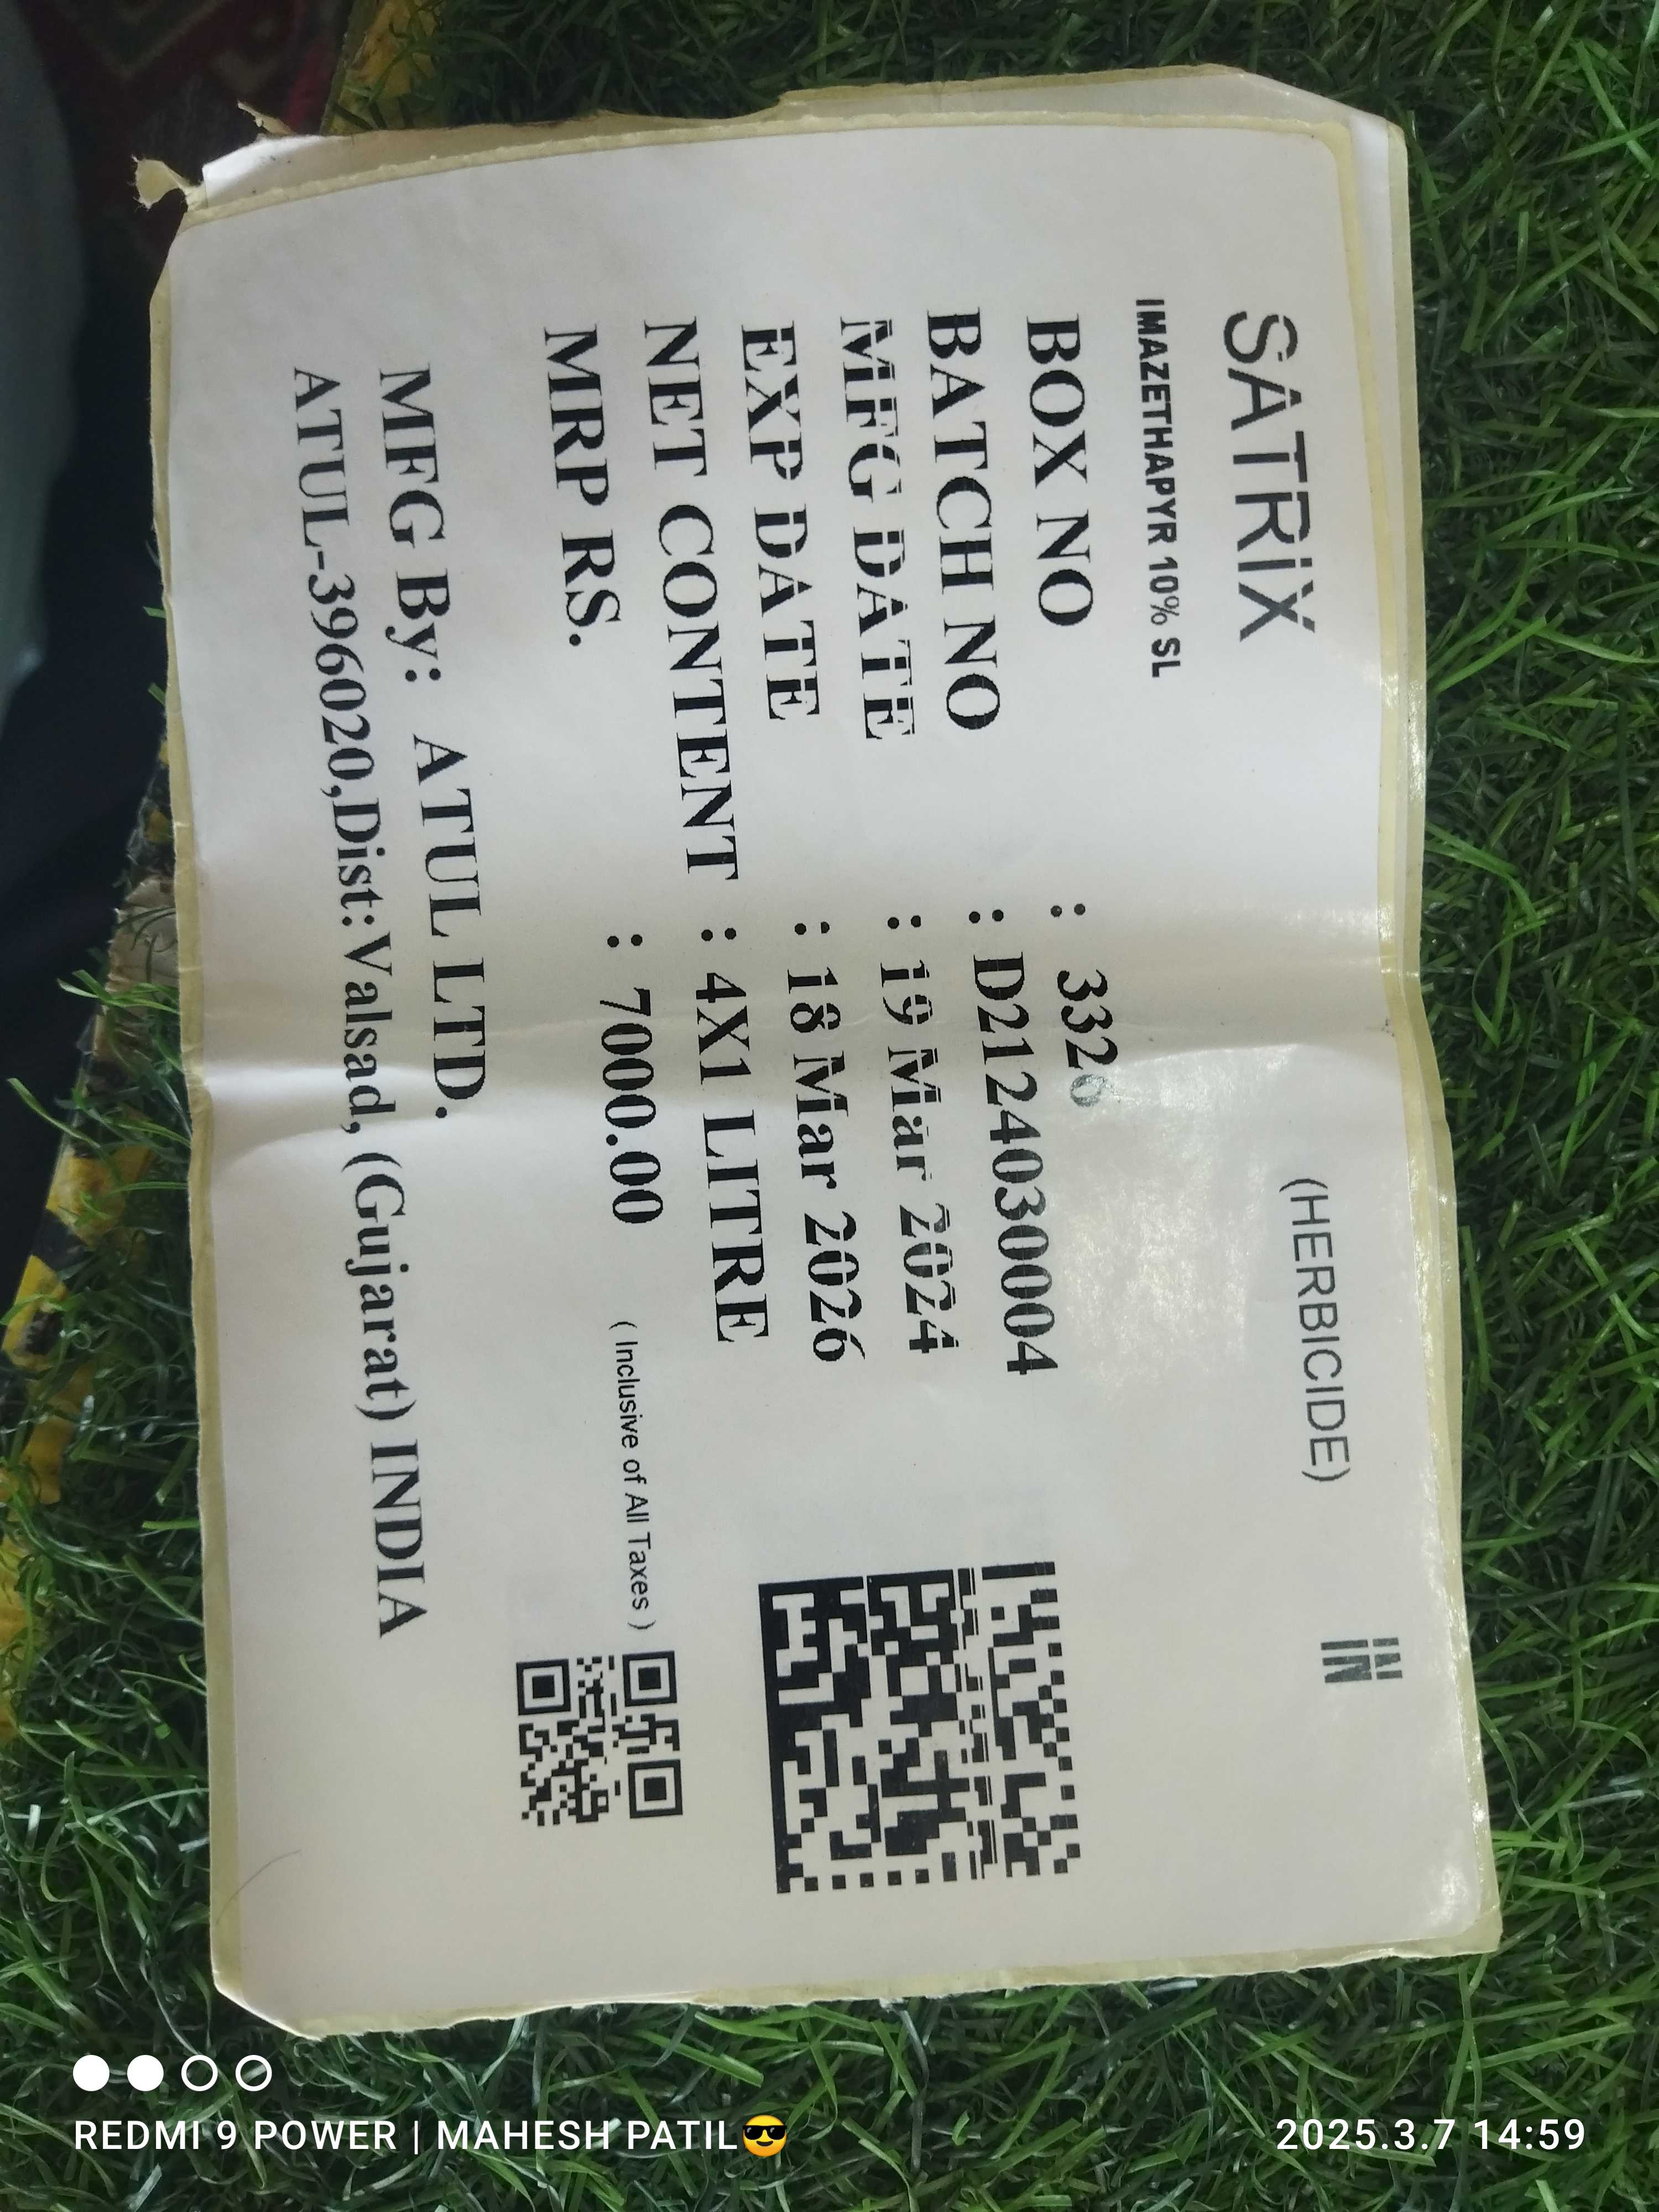 SATRIX (HERBICIDE) IN
IMAZETHAPYR 10% SL
BOX NO : 3326
BATCH NO : D2124030004
MFG DATE : 19 Mar 2024
EXP DATE : 18 Mar 2026
NET CONTENT : 4X1 LITRE
MRP RS. : 7000.00 ( Inclusive of All Taxes )
MFG By: ATUL LTD.
ATUL-396020,Dist:Valsad, (Gujarat) INDIA
REDMI 9 POWER | MAHESH PATIL😎 2025.3.7 14:59